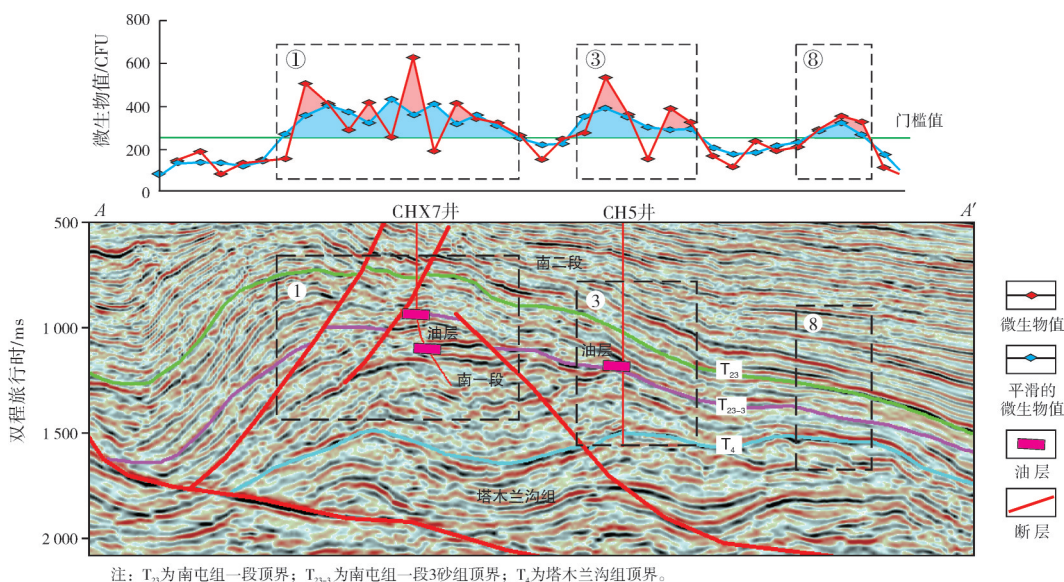 800
600
400
200
0
微生物值/CFU
①
③
⑧
门槛值
A
CHX7井
CH5井
A′
500
1 000
1 500
2 000
双程旅行时/ms
南二段
1
3
8
油层
油层
南一段
T₂₃
T₂₃₋₃
T₄
塔木兰沟组
微生物值
平滑的
微生物值
油层
断层
注：T₂₃为南屯组一段顶界；T₂₃₋₃为南屯组一段3砂组顶界；T₄为塔木兰沟组顶界。